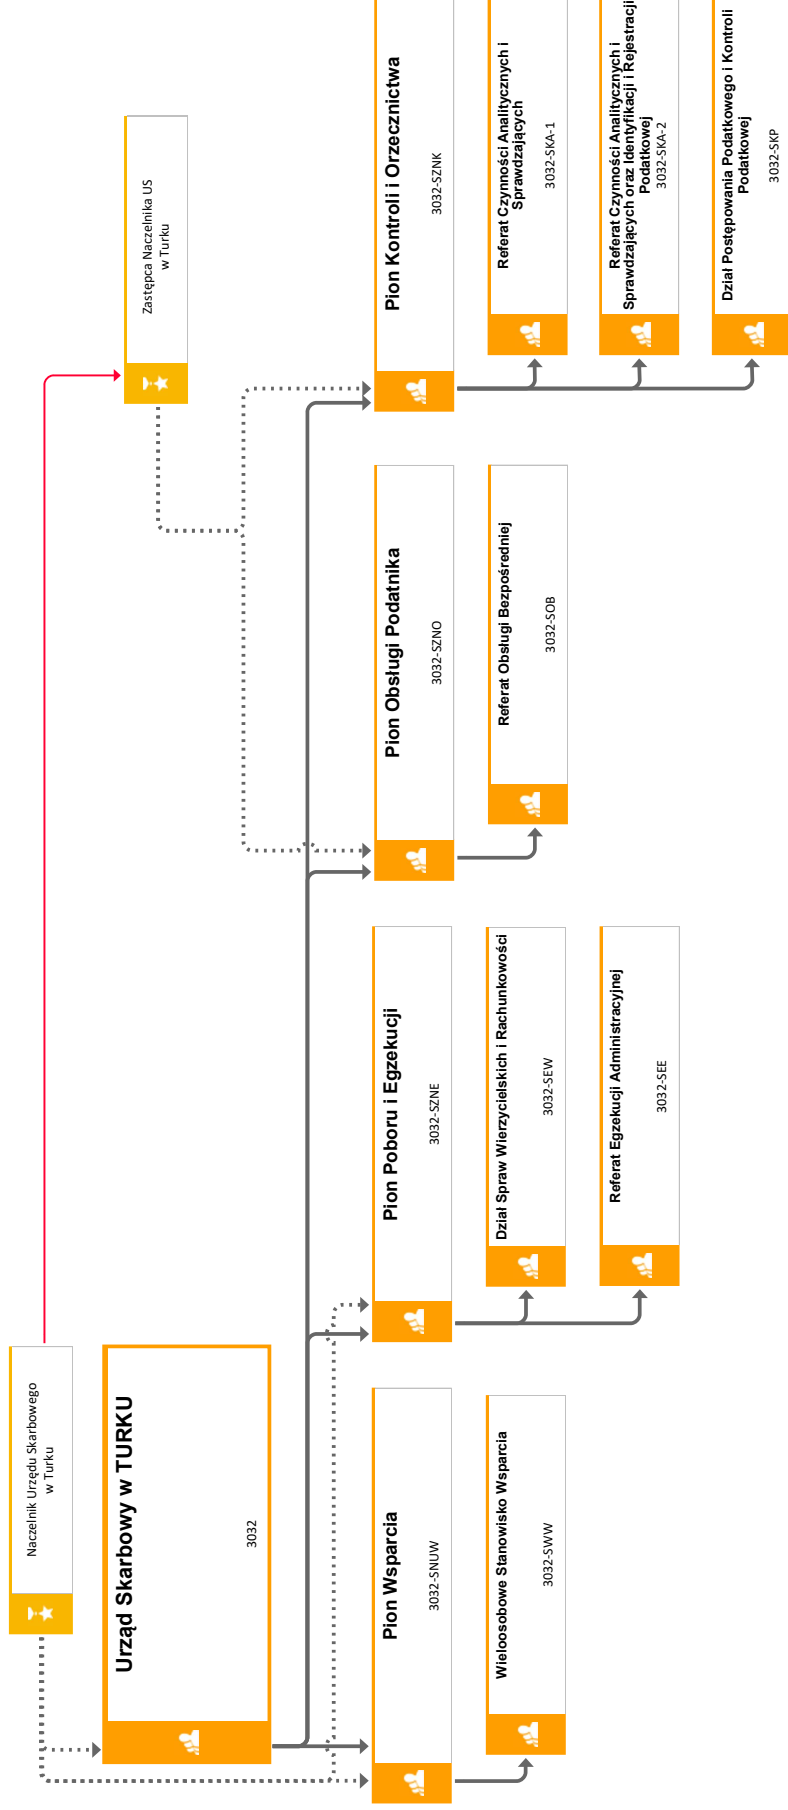 Naczelnik Urzędu Skarbowego
w Turku
Zastępca Naczelnika US
w Turku
Urząd Skarbowy w TURKU
3032
Pion Wsparcia
3032-SNUW
Wieloosobowe Stanowisko Wsparcia
3032-SWW
Pion Poboru i Egzekucji
3032-SZNE
Dział Spraw Wierzycielskich i Rachunkowości
3032-SEW
Referat Egzekucji Administracyjnej
3032-SEE
Pion Obsługi Podatnika
3032-SZNO
Referat Obsługi Bezpośredniej
3032-SOB
Pion Kontroli i Orzecznictwa
3032-SZNK
Referat Czynności Analitycznych i
Sprawdzających
3032-SKA-1
Referat Czynności Analitycznych i
Sprawdzających oraz Identyfikacji i Rejestracji
Podatkowej
3032-SKA-2
Dział Postępowania Podatkowego i Kontroli
Podatkowej
3032-SKP